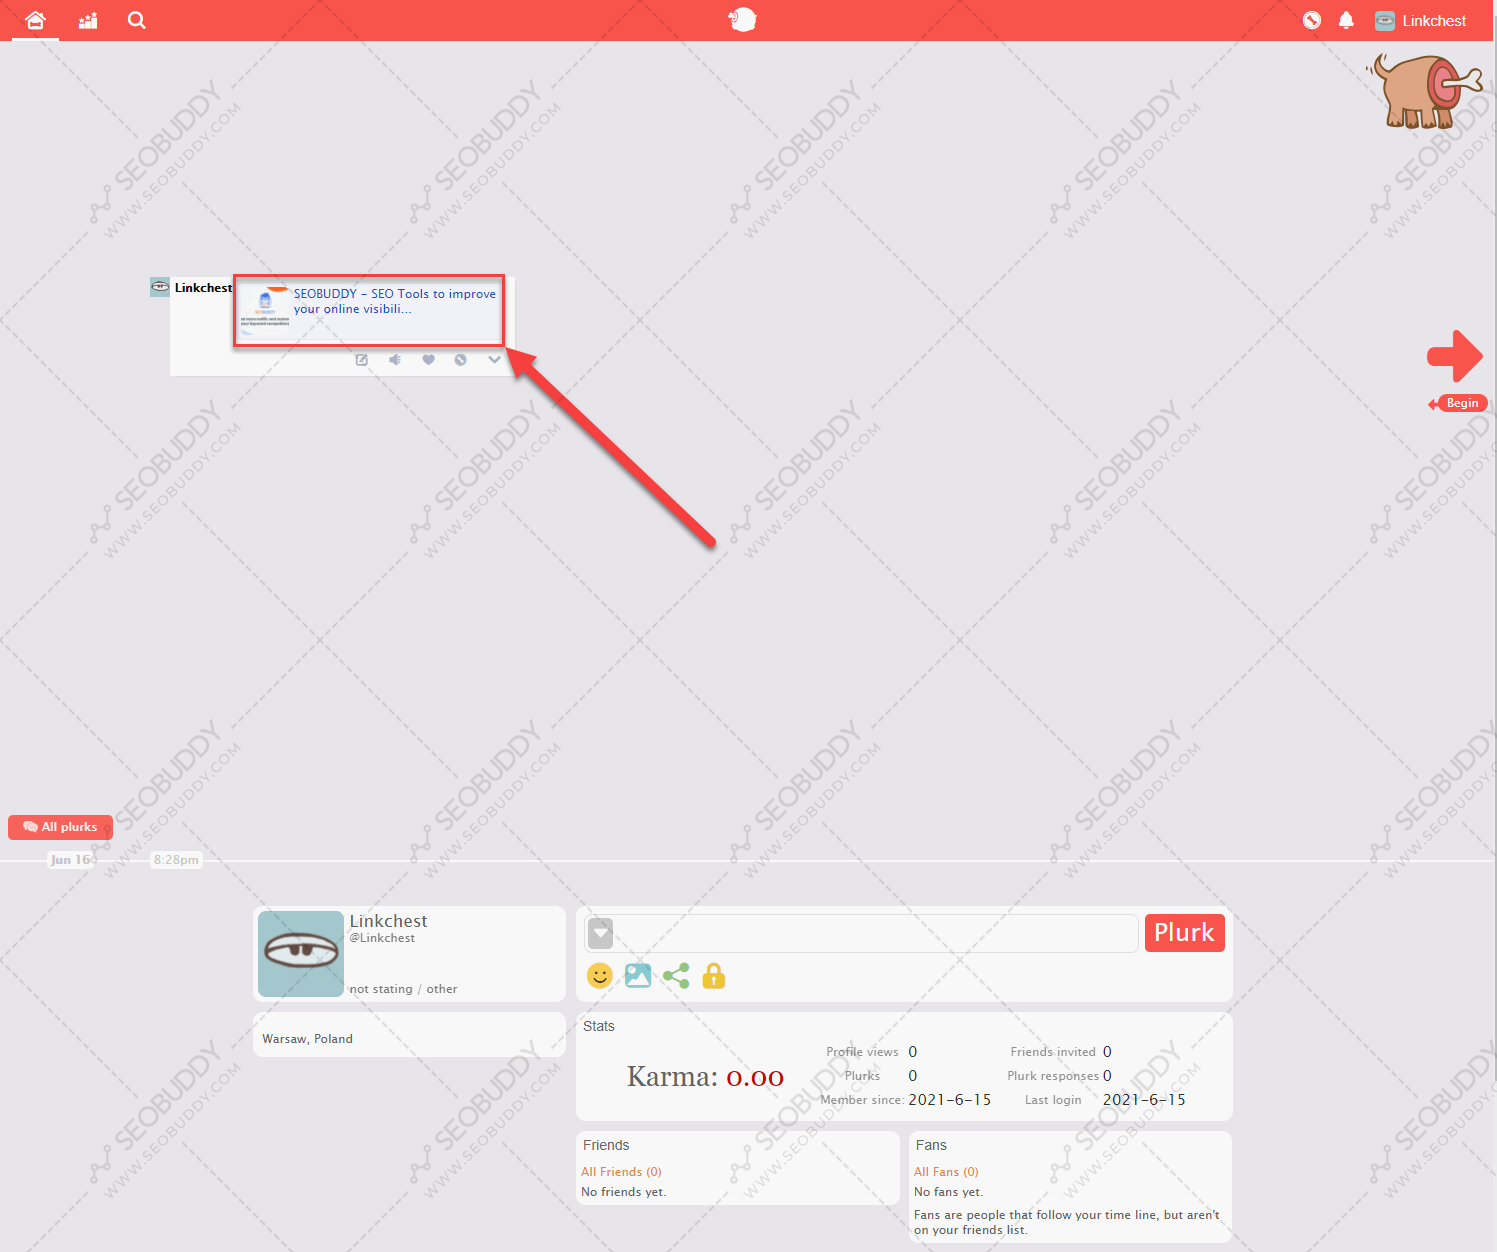 Linkchest
Linkchest
SEOBUDDY – SEO Tools to improve
your online visibili...
SEOBUDDY
Begin
All plurks
Jun 16
8:28pm
Linkchest
@Linkchest
not stating / other
Plurk
Warsaw, Poland
Stats
Karma: 0.00
Profile views 0
Friends invited 0
Plurks 0
Plurk responses 0
Member since: 2021-6-15
Last login 2021-6-15
Friends
All Friends (0)
No friends yet.
Fans
All Fans (0)
No fans yet.
Fans are people that follow your time line, but aren't
on your friends list.
SEOBUDDY
WWW.SEOBUDDY.COM